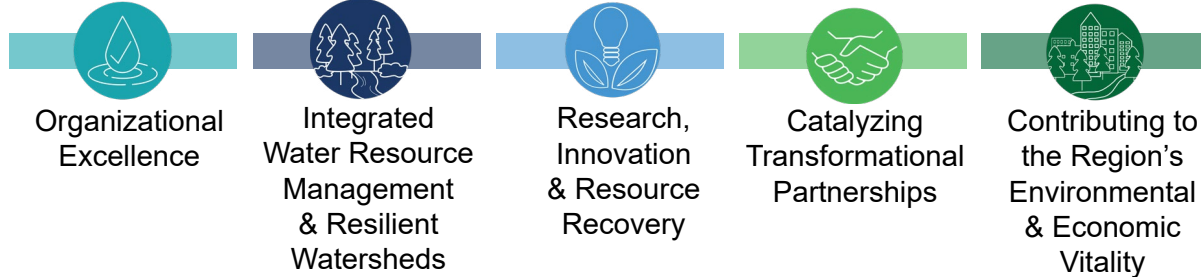 Organizational
Excellence
Integrated
Water Resource
Management
& Resilient
Watersheds
Research,
Innovation
& Resource
Recovery
Catalyzing
Transformational
Partnerships
Contributing to
the Region’s
Environmental
& Economic
Vitality